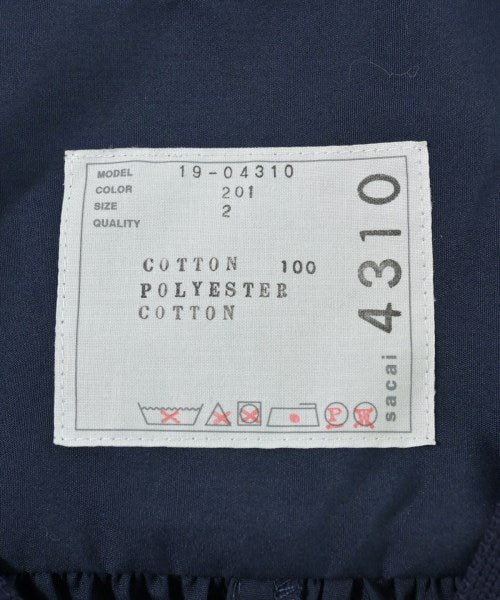 MODEL 19-04310
COLOR 201
SIZE 2
QUALITY
COTTON 100
POLYESTER
COTTON
P W
sacai 4310